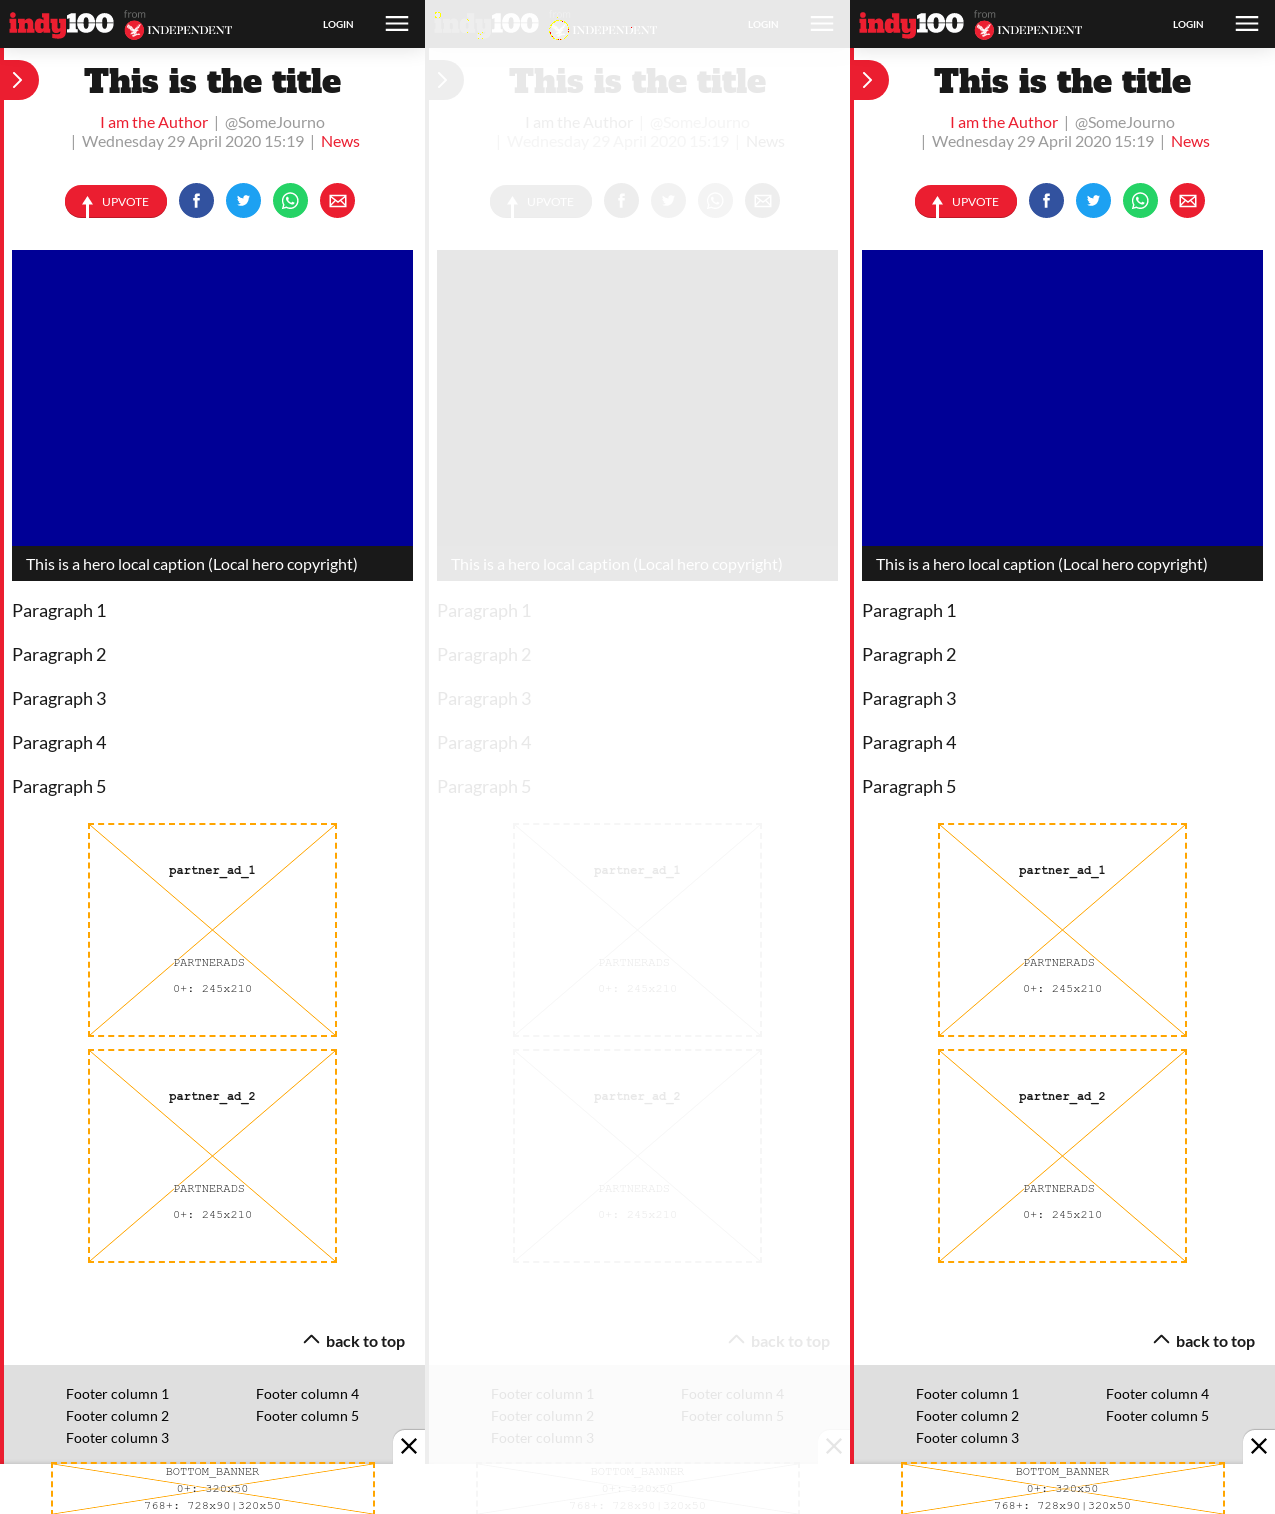 indy100 from INDEPENDENT LOGIN
This is the title
I am the Author | @SomeJourno
| Wednesday 29 April 2020 15:19 | News
UPVOTE
This is a hero local caption (Local hero copyright)
Paragraph 1
Paragraph 2
Paragraph 3
Paragraph 4
Paragraph 5
partner_ad_1
PARTNERADS
0+: 245x210
partner_ad_2
PARTNERADS
0+: 245x210
back to top
Footer column 1
Footer column 2
Footer column 3
Footer column 4
Footer column 5
BOTTOM_BANNER
0+: 320x50
768+: 728x90|320x50
indy100 from INDEPENDENT LOGIN
This is the title
I am the Author | @SomeJourno
| Wednesday 29 April 2020 15:19 | News
UPVOTE
This is a hero local caption (Local hero copyright)
Paragraph 1
Paragraph 2
Paragraph 3
Paragraph 4
Paragraph 5
partner_ad_1
PARTNERADS
0+: 245x210
partner_ad_2
PARTNERADS
0+: 245x210
back to top
Footer column 1
Footer column 2
Footer column 3
Footer column 4
Footer column 5
BOTTOM_BANNER
0+: 320x50
768+: 728x90|320x50
indy100 from INDEPENDENT LOGIN
This is the title
I am the Author | @SomeJourno
| Wednesday 29 April 2020 15:19 | News
UPVOTE
This is a hero local caption (Local hero copyright)
Paragraph 1
Paragraph 2
Paragraph 3
Paragraph 4
Paragraph 5
partner_ad_1
PARTNERADS
0+: 245x210
partner_ad_2
PARTNERADS
0+: 245x210
back to top
Footer column 1
Footer column 2
Footer column 3
Footer column 4
Footer column 5
BOTTOM_BANNER
0+: 320x50
768+: 728x90|320x50